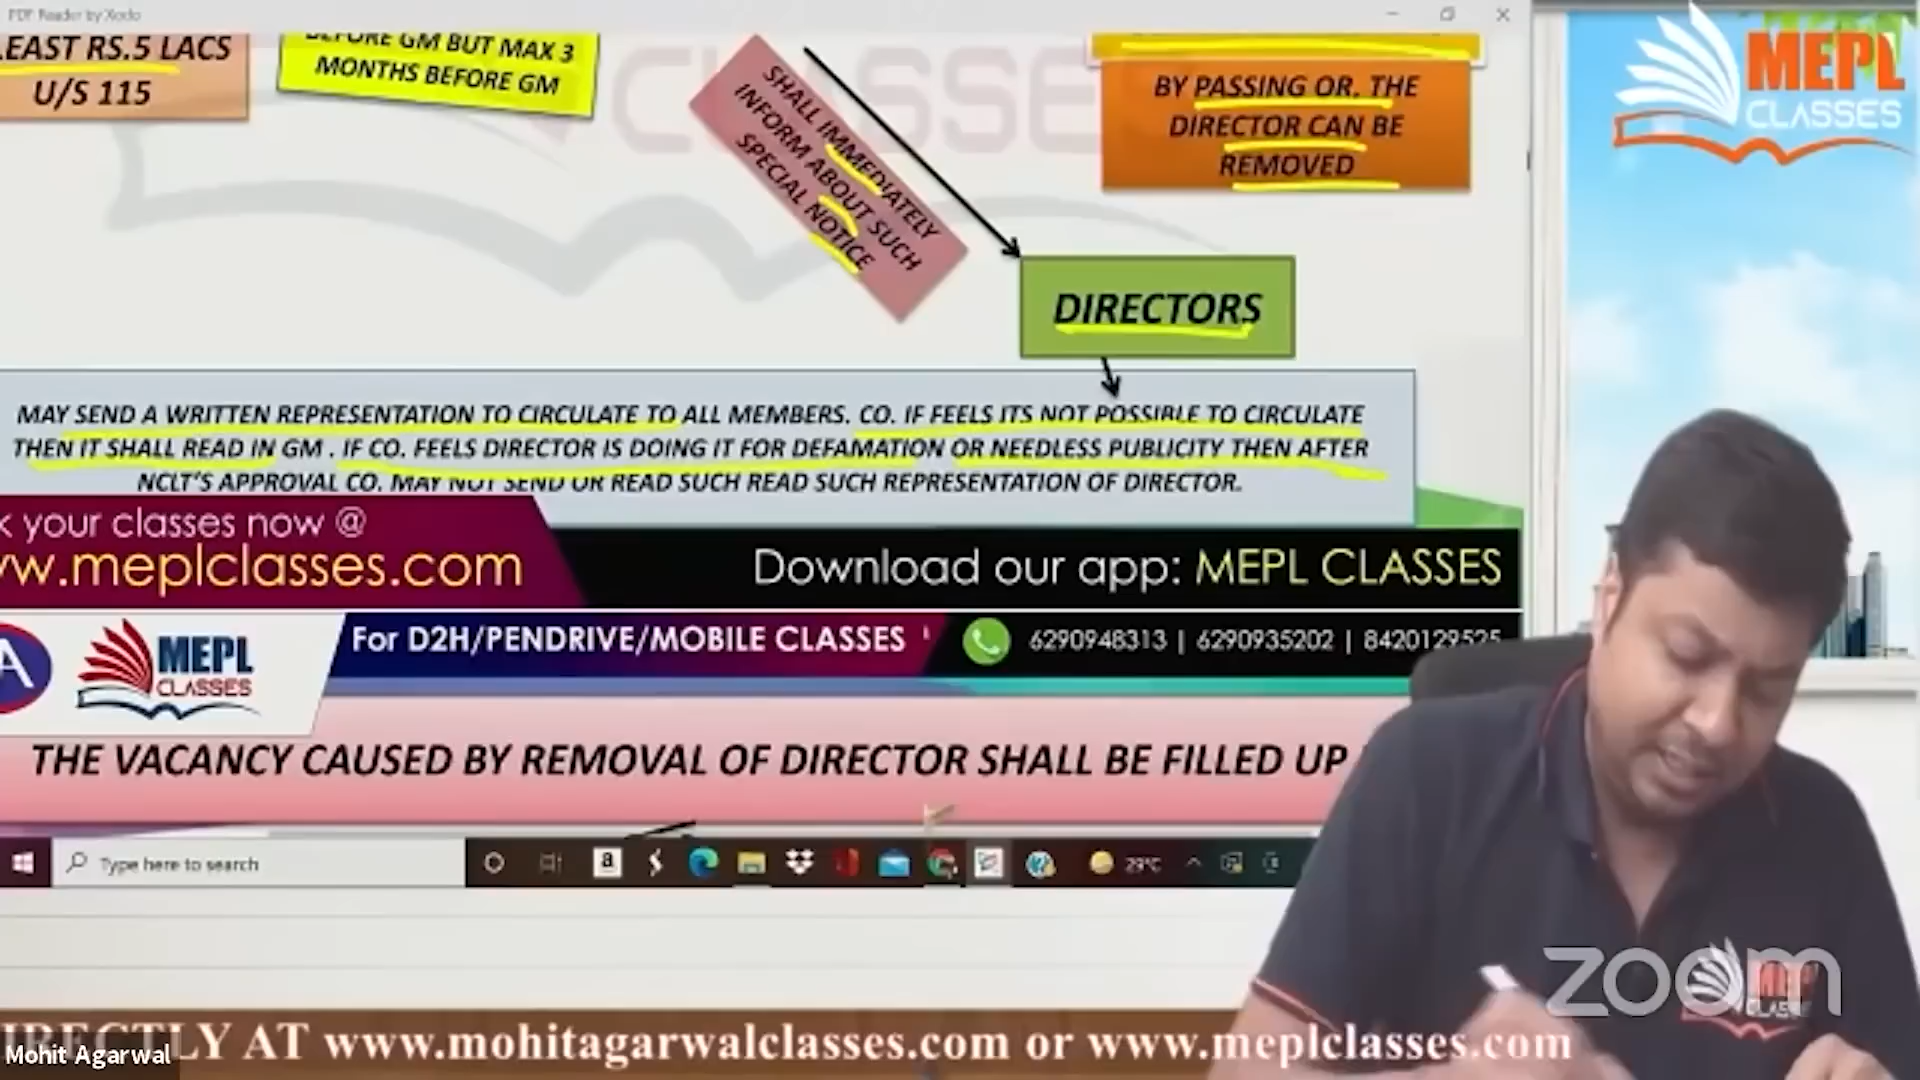 PDF Reader by Xodo
LEAST RS.5 LACS
U/S 115
BEFORE GM BUT MAX 3
MONTHS BEFORE GM
CLASSES
SHALL IMMEDIATELY
INFORM ABOUT SUCH
SPECIAL NOTICE
BY PASSING OR, THE
DIRECTOR CAN BE
REMOVED
MEPL
CLASSES
DIRECTORS
MAY SEND A WRITTEN REPRESENTATION TO CIRCULATE TO ALL MEMBERS. CO. IF FEELS ITS NOT POSSIBLE TO CIRCULATE
THEN IT SHALL READ IN GM . IF CO. FEELS DIRECTOR IS DOING IT FOR DEFAMATION OR NEEDLESS PUBLICITY THEN AFTER
NCLT'S APPROVAL CO. MAY NOT SEND OR READ SUCH READ SUCH REPRESENTATION OF DIRECTOR.
k your classes now @
w.meplclasses.com
Download our app: MEPL CLASSES
A
MEPL
CLASSES
For D2H/PENDRIVE/MOBILE CLASSES
6290948313 | 6290935202 | 8420129525
THE VACANCY CAUSED BY REMOVAL OF DIRECTOR SHALL BE FILLED UP
Type here to search
a
29°C
zoom
RECTLY AT www.mohitagarwalclasses.com or www.meplclasses.com
Mohit Agarwal